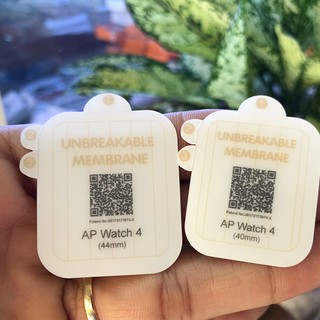 UNBREAKABLE
MEMBRANE
AP Watch 4
(44mm)
UNBREAKABLE
MEMBRANE
AP Watch 4
(40mm)